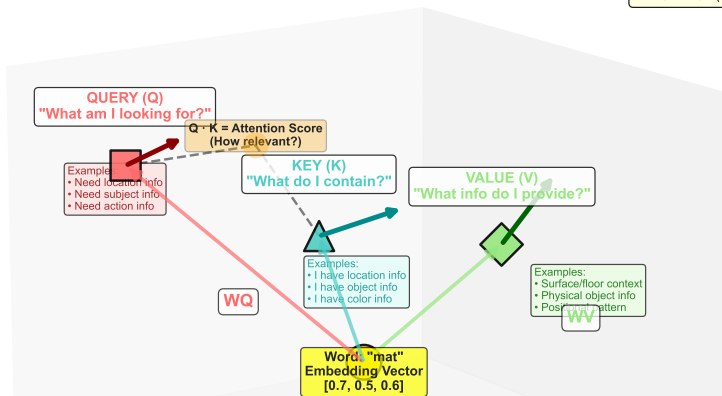 QUERY (Q)
"What am I looking for?"
Q · K = Attention Score
(How relevant?)
KEY (K)
"What do I contain?"
VALUE (V)
"What info do I provide?"
Examples:
• Need location info
• Need subject info
• Need action info
Examples:
• I have location info
• I have object info
• I have color info
Examples:
• Surface/floor context
• Physical object info
• Positional pattern
WQ
WV
Word: "mat"
Embedding Vector
[0.7, 0.5, 0.6]